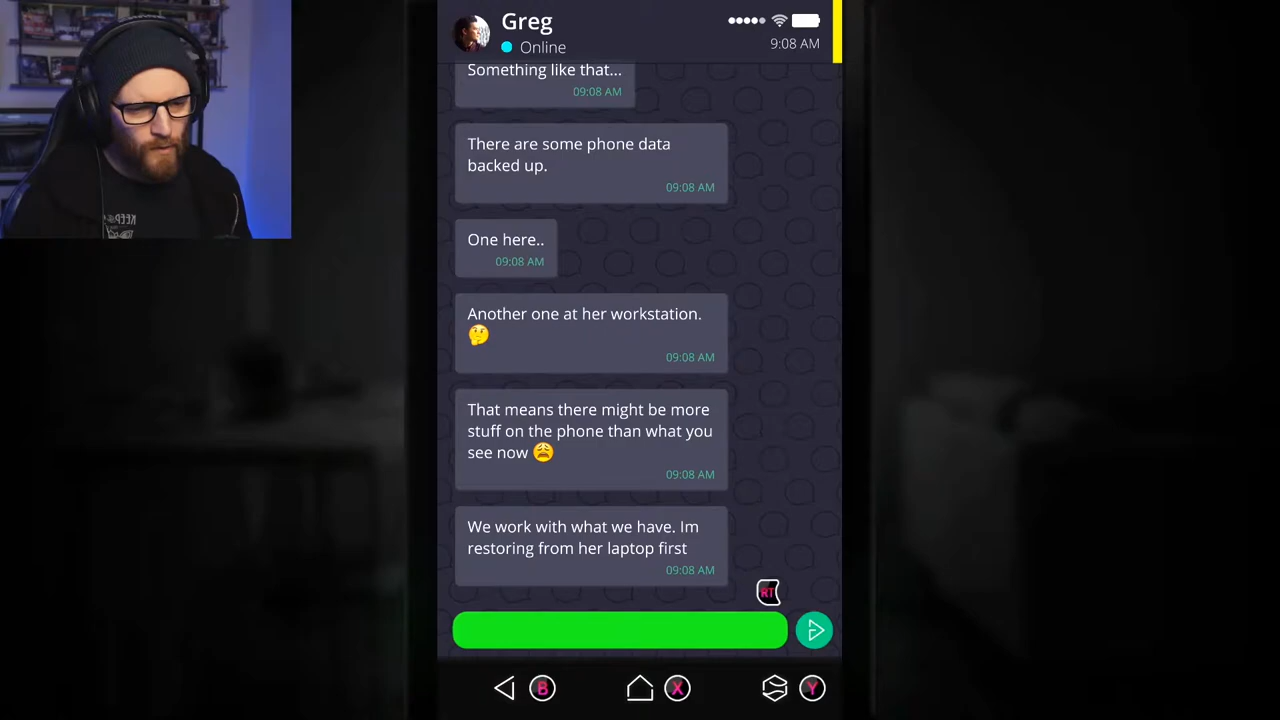 Greg
Online
9:08 AM
Something like that...
09:08 AM
There are some phone data
backed up.
09:08 AM
One here..
09:08 AM
Another one at her workstation.
🤔
09:08 AM
That means there might be more
stuff on the phone than what you
see now 😩
09:08 AM
We work with what we have. Im
restoring from her laptop first
09:08 AM
RT
B
X
Y